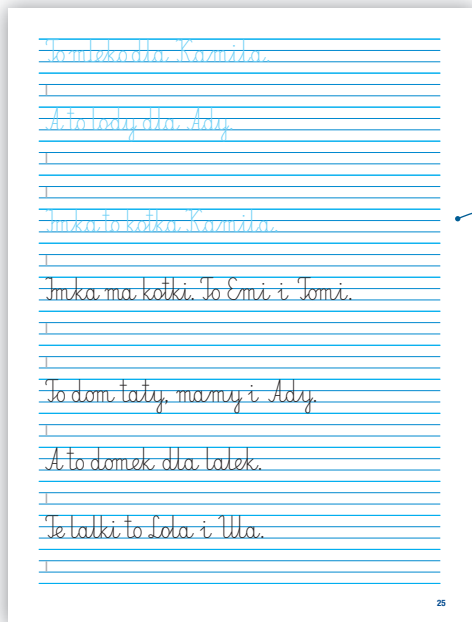 To mleko dla Kamila.
A to lody dla Ady.
Imka to kotka Kamila.
Imka ma kotki. To Emi i Tomi.
To dom taty, mamy i Ady.
A to domek dla lalek.
Te lalki to Lola i Ula.
25